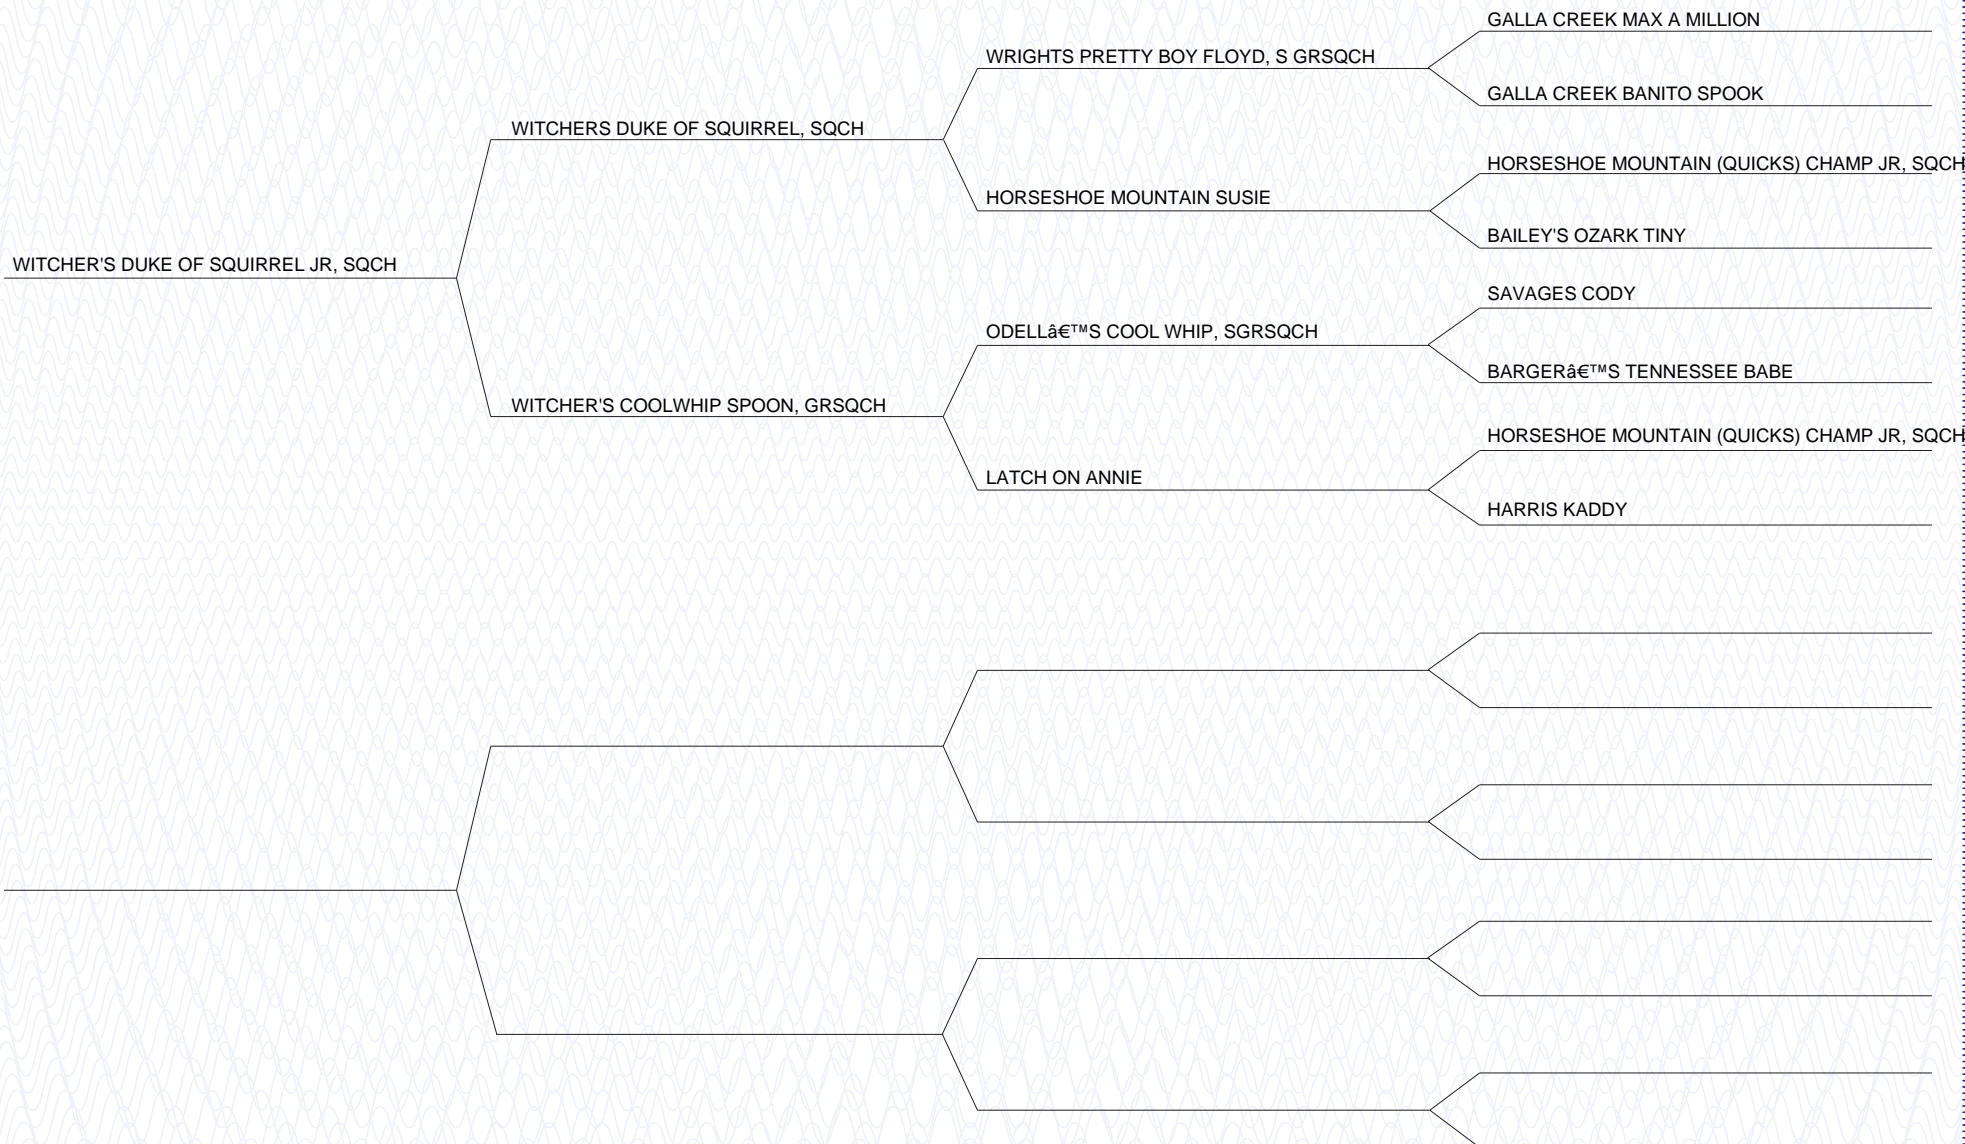 GALLA CREEK MAX A MILLION
WRIGHTS PRETTY BOY FLOYD, S GRSQCH
GALLA CREEK BANITO SPOOK
WITCHERS DUKE OF SQUIRREL, SQCH
HORSESHOE MOUNTAIN (QUICKS) CHAMP JR, SQCH
HORSESHOE MOUNTAIN SUSIE
BAILEY'S OZARK TINY
WITCHER'S DUKE OF SQUIRREL JR, SQCH
SAVAGES CODY
ODELLâ€™S COOL WHIP, SGRSQCH
BARGERâ€™S TENNESSEE BABE
WITCHER'S COOLWHIP SPOON, GRSQCH
HORSESHOE MOUNTAIN (QUICKS) CHAMP JR, SQCH
LATCH ON ANNIE
HARRIS KADDY